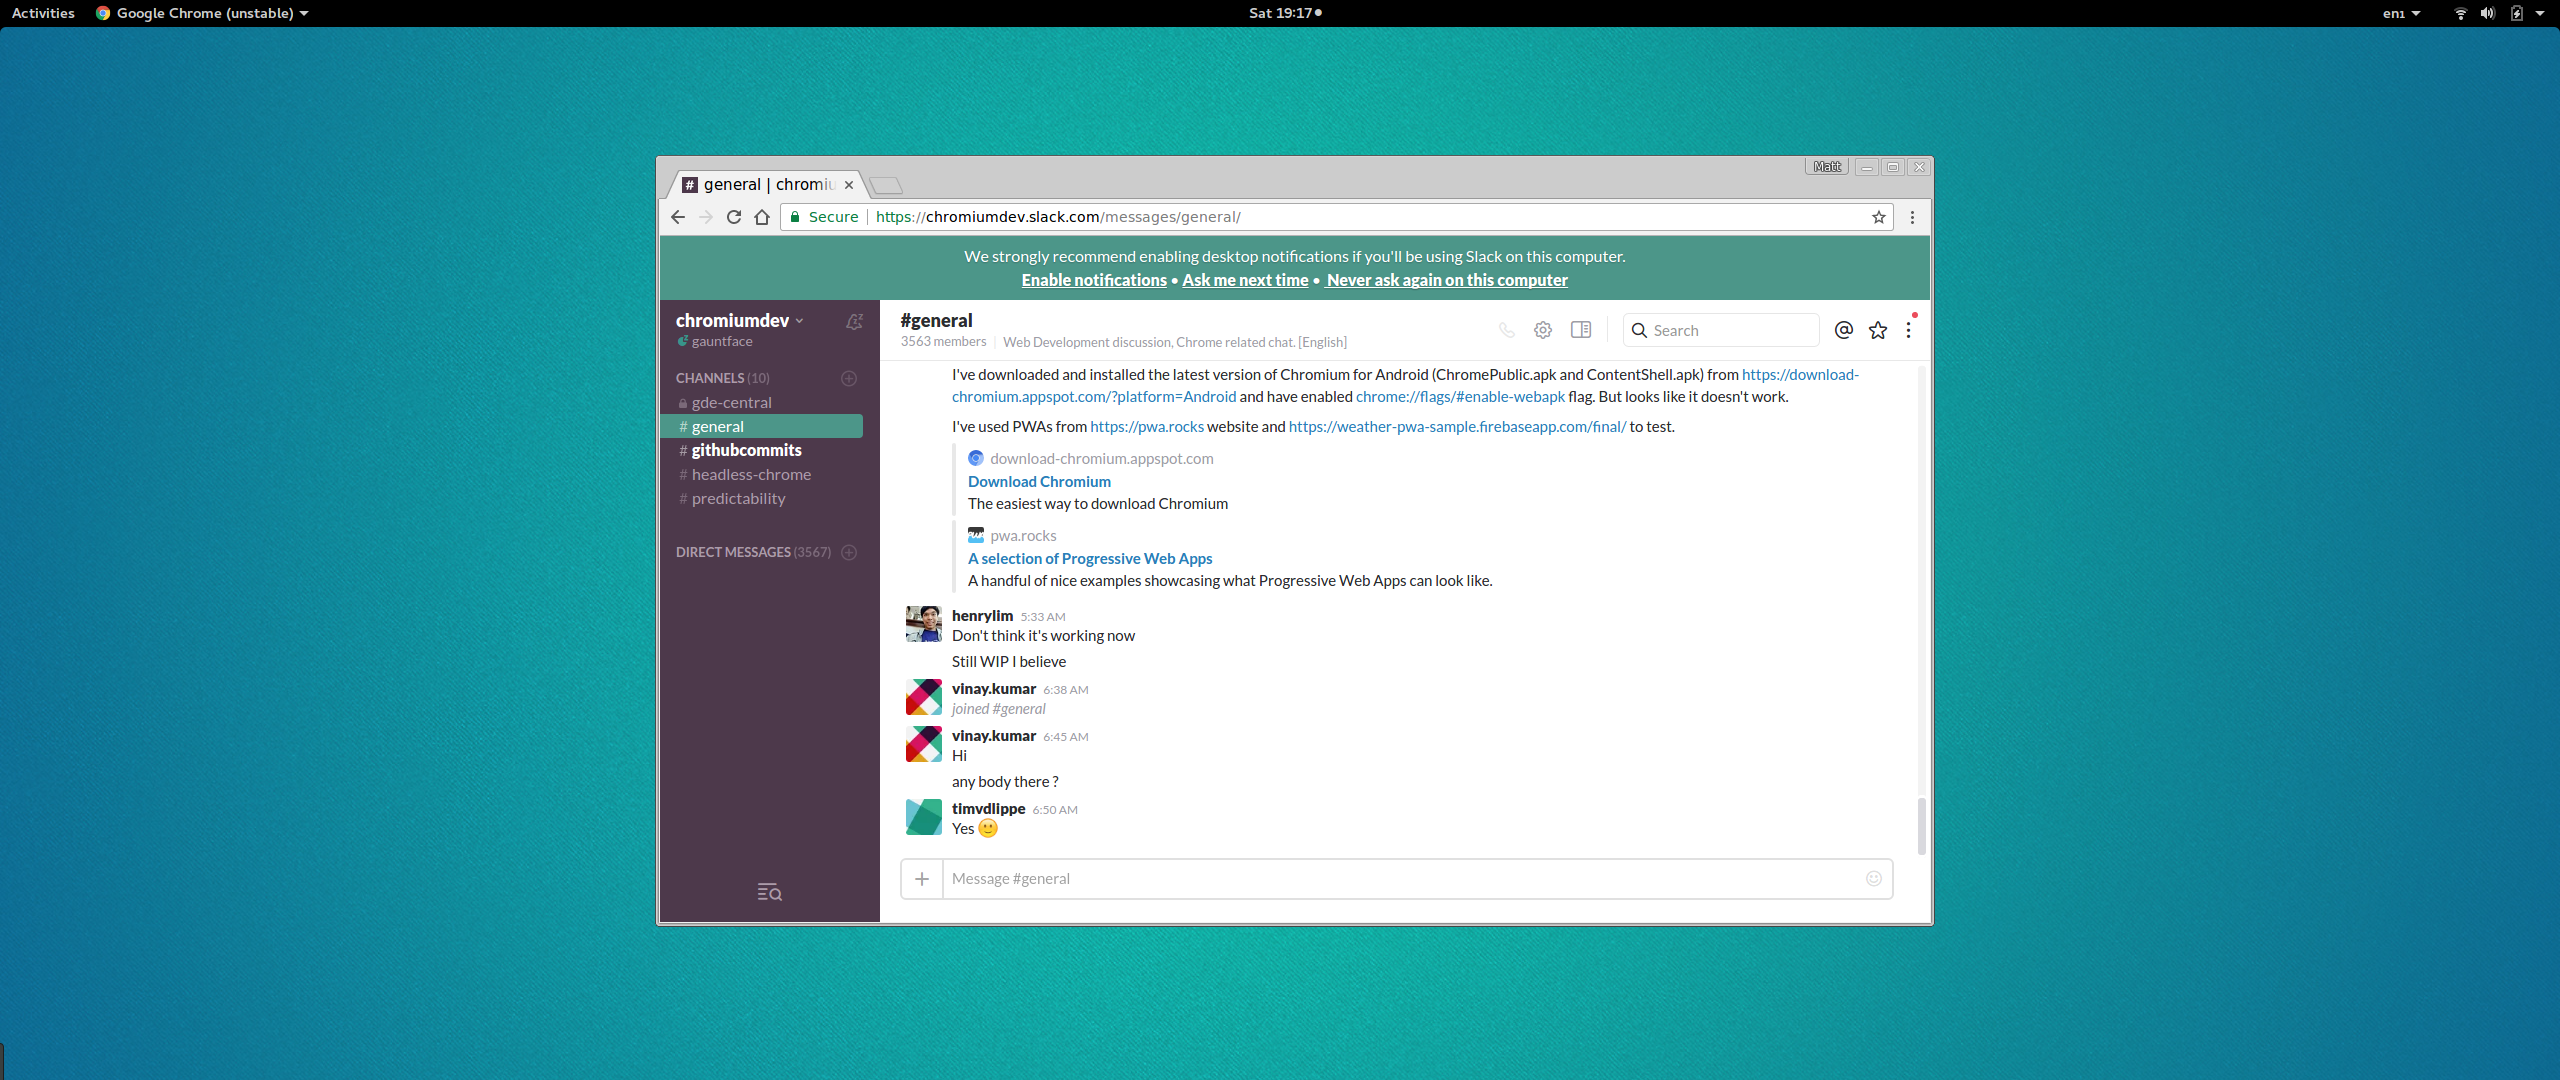 Activities
Google Chrome (unstable)
Sat 19:17
en1
Matt
general | chromiu
Secure
https://chromiumdev.slack.com/messages/general/
We strongly recommend enabling desktop notifications if you'll be using Slack on this computer.
Enable notifications • Ask me next time • Never ask again on this computer
chromiumdev
gauntface
CHANNELS (10)
gde-central
# general
# githubcommits
# headless-chrome
# predictability
DIRECT MESSAGES (3567)
#general
3563 members
Web Development discussion, Chrome related chat. [English]
Search
I've downloaded and installed the latest version of Chromium for Android (ChromePublic.apk and ContentShell.apk) from https://download-
chromium.appspot.com/?platform=Android and have enabled chrome://flags/#enable-webapk flag. But looks like it doesn't work.
I've used PWAs from https://pwa.rocks website and https://weather-pwa-sample.firebaseapp.com/final/ to test.
download-chromium.appspot.com
Download Chromium
The easiest way to download Chromium
pwa.rocks
A selection of Progressive Web Apps
A handful of nice examples showcasing what Progressive Web Apps can look like.
henrylim 5:33 AM
Don't think it's working now
Still WIP I believe
vinay.kumar 6:38 AM
joined #general
vinay.kumar 6:45 AM
Hi
any body there ?
timvdlippe 6:50 AM
Yes 🙂
Message #general